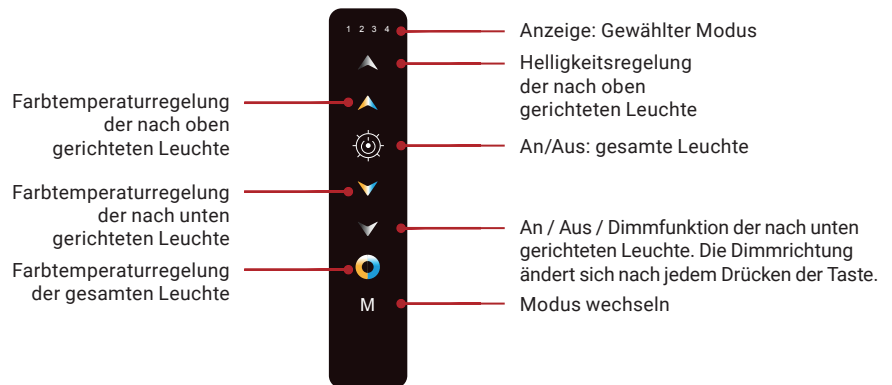 1 2 3 4
Anzeige: Gewählter Modus
Helligkeitsregelung
der nach oben
gerichteten Leuchte
Farbtemperaturregelung
der nach oben
gerichteten Leuchte
An/Aus: gesamte Leuchte
Farbtemperaturregelung
der nach unten
gerichteten Leuchte
An / Aus / Dimmfunktion der nach unten
gerichteten Leuchte. Die Dimmrichtung
ändert sich nach jedem Drücken der Taste.
Farbtemperaturregelung
der gesamten Leuchte
M
Modus wechseln